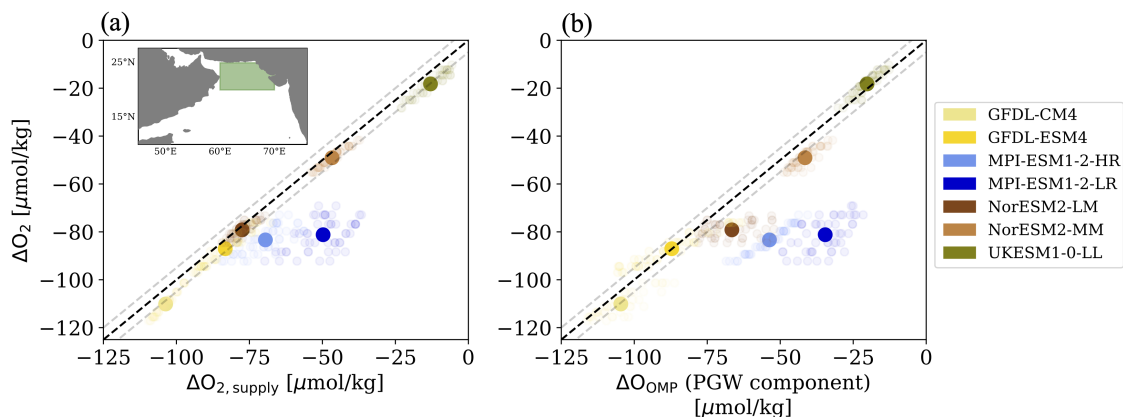 (a)
0
−20
−40
−60
−80
−100
−120
ΔO₂ [μmol/kg]
25°N
15°N
50°E 60°E 70°E
−125 −100 −75 −50 −25 0
ΔO₂,supply [μmol/kg]
(b)
0
−20
−40
−60
−80
−100
−120
−125 −100 −75 −50 −25 0
ΔO_OMP (PGW component)
[μmol/kg]
GFDL-CM4
GFDL-ESM4
MPI-ESM1-2-HR
MPI-ESM1-2-LR
NorESM2-LM
NorESM2-MM
UKESM1-0-LL